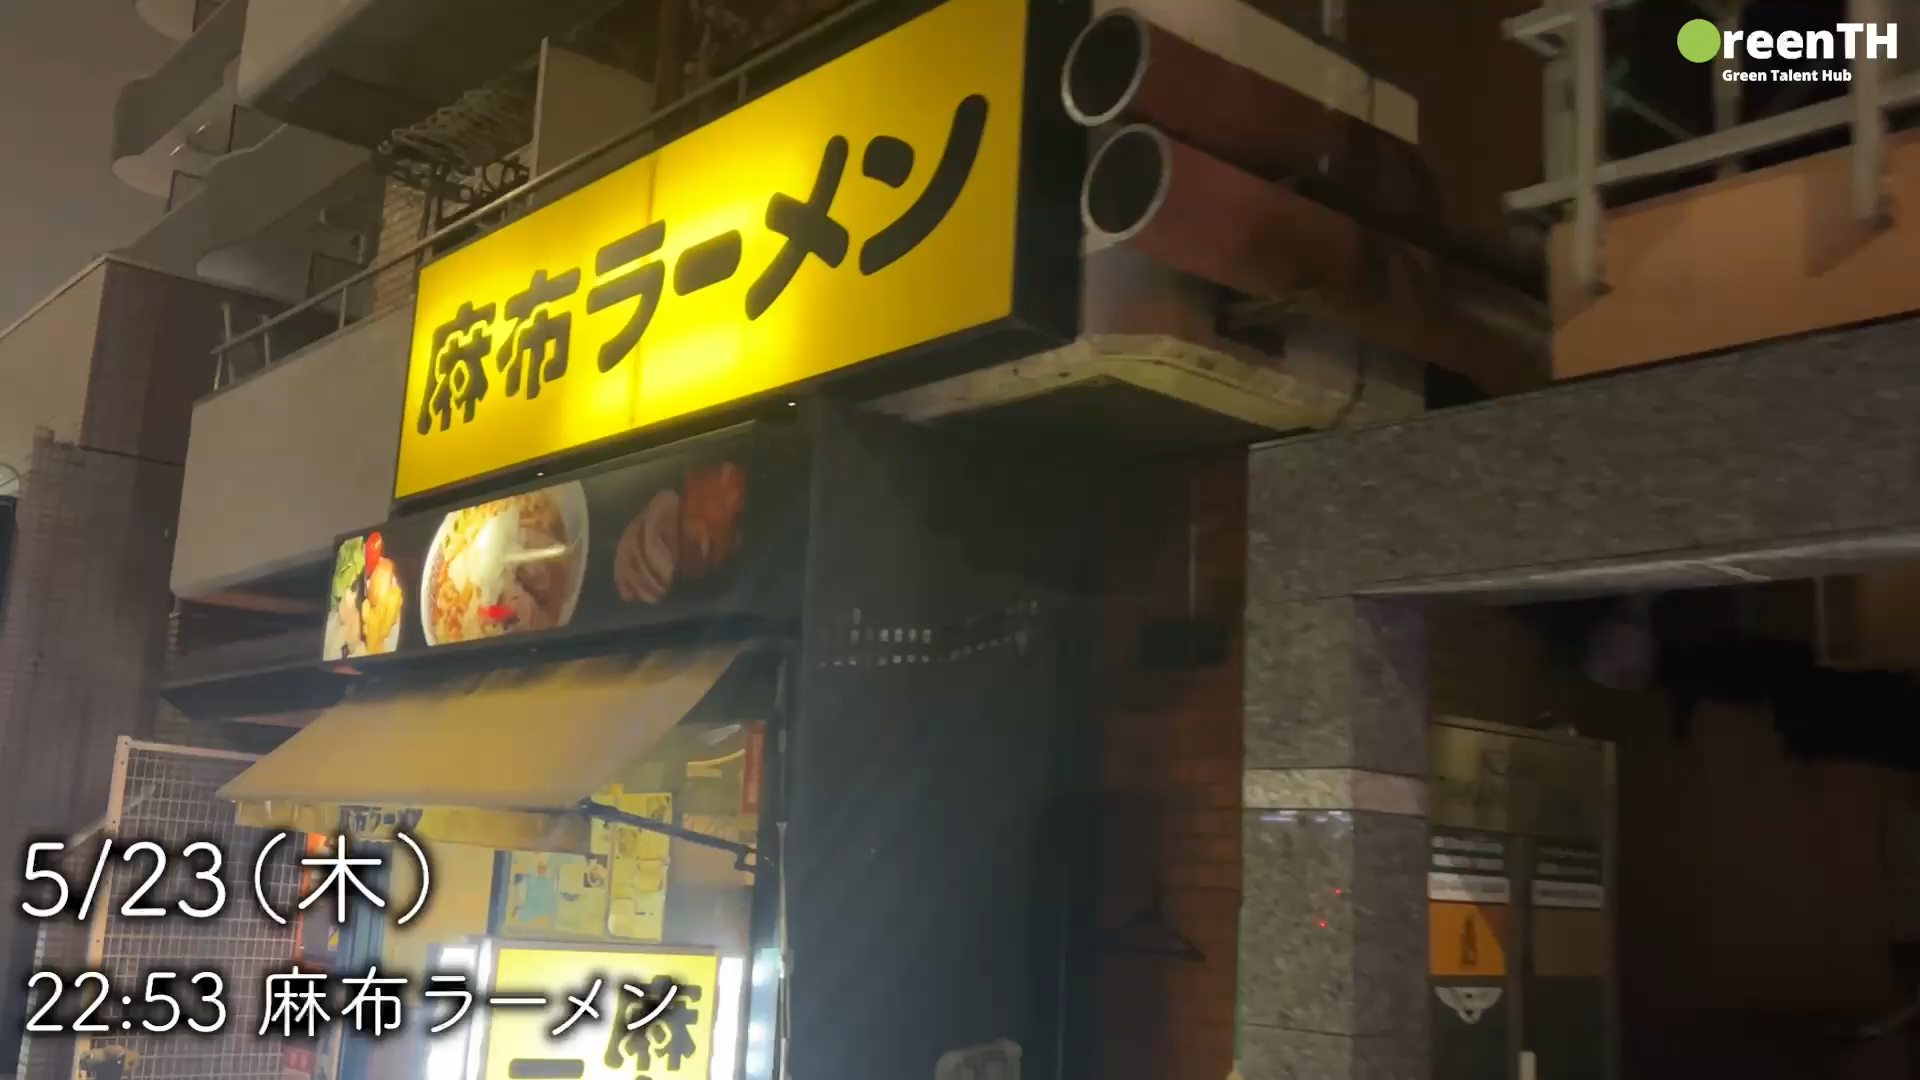 GreenTH
Green Talent Hub
麻布ラーメン
5/23（木）
22:53 麻布ラーメン
麻